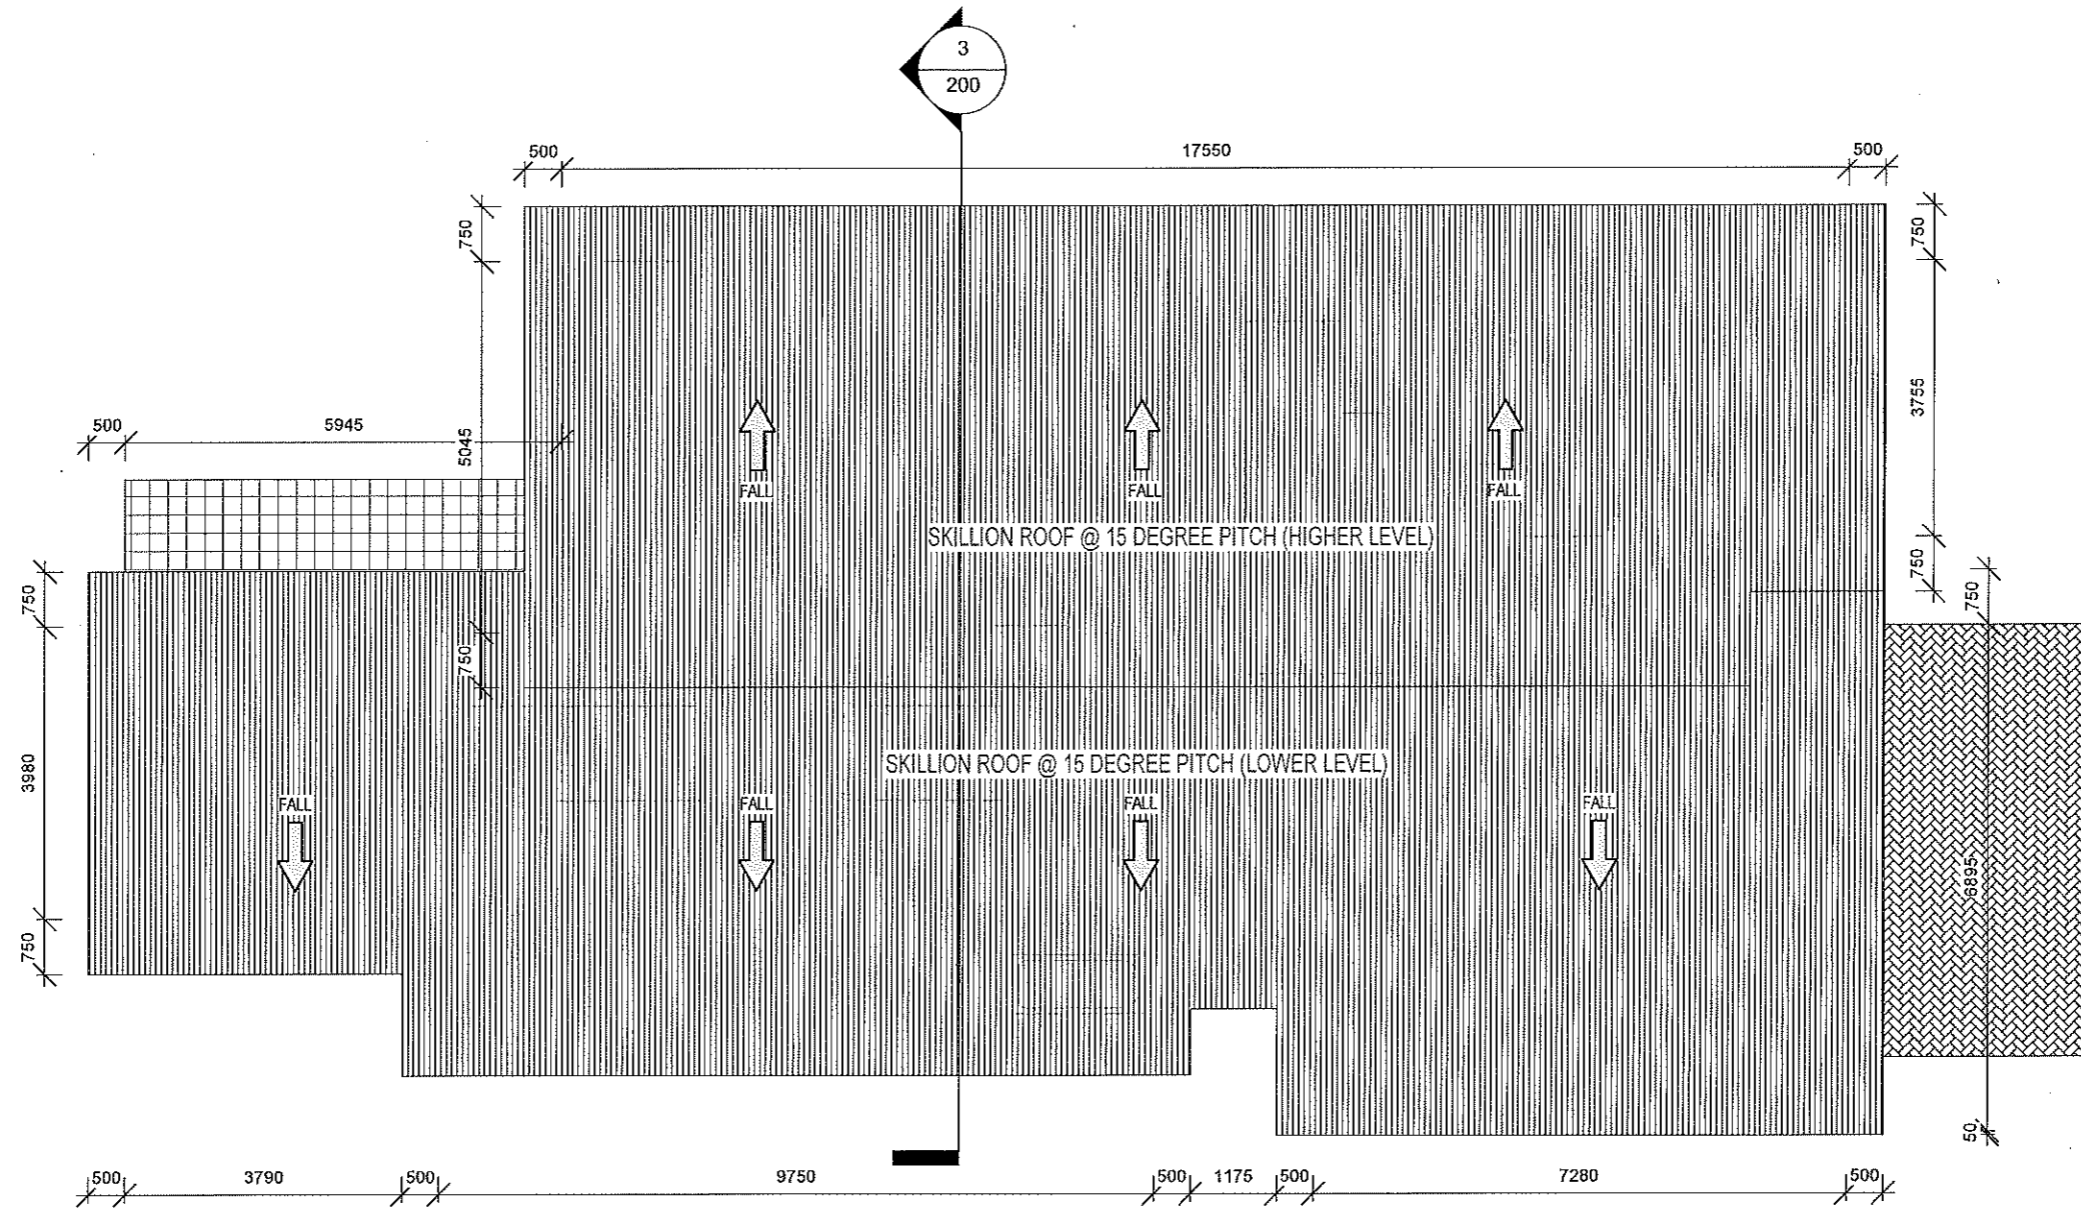 3
200
500 17550 500
750
750
500 5945
5045
3755
FALL FALL FALL
SKILLION ROOF @ 15 DEGREE PITCH (HIGHER LEVEL)
750
750
750
750
3980
SKILLION ROOF @ 15 DEGREE PITCH (LOWER LEVEL)
FALL FALL FALL FALL
6895
750
50
500 3790 500 9750 500 1175 500 7280 500